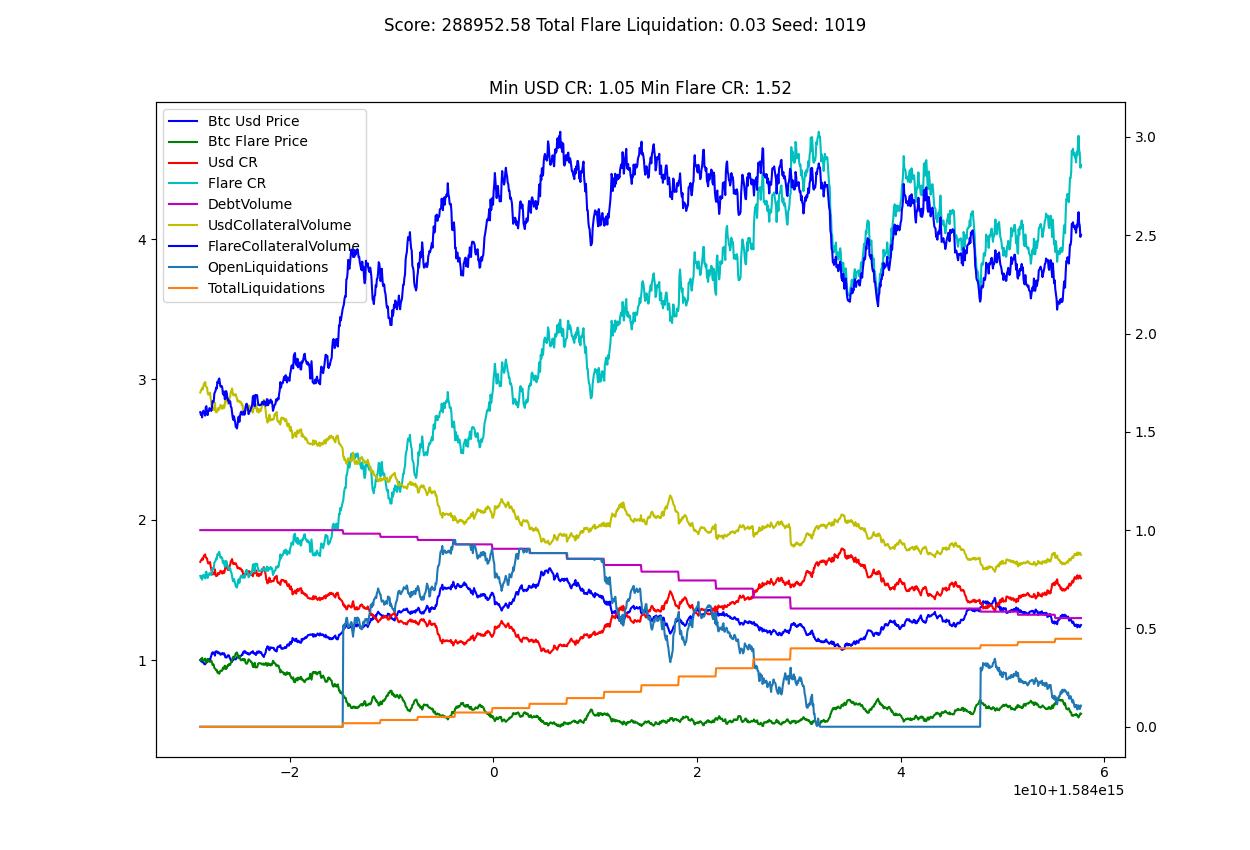 Score: 288952.58 Total Flare Liquidation: 0.03 Seed: 1019
Min USD CR: 1.05 Min Flare CR: 1.52
Btc Usd Price
Btc Flare Price
Usd CR
Flare CR
DebtVolume
UsdCollateralVolume
FlareCollateralVolume
OpenLiquidations
TotalLiquidations
4
3
2
1
3.0
2.5
2.0
1.5
1.0
0.5
0.0
−2 0 2 4 6
1e10+1.584e15